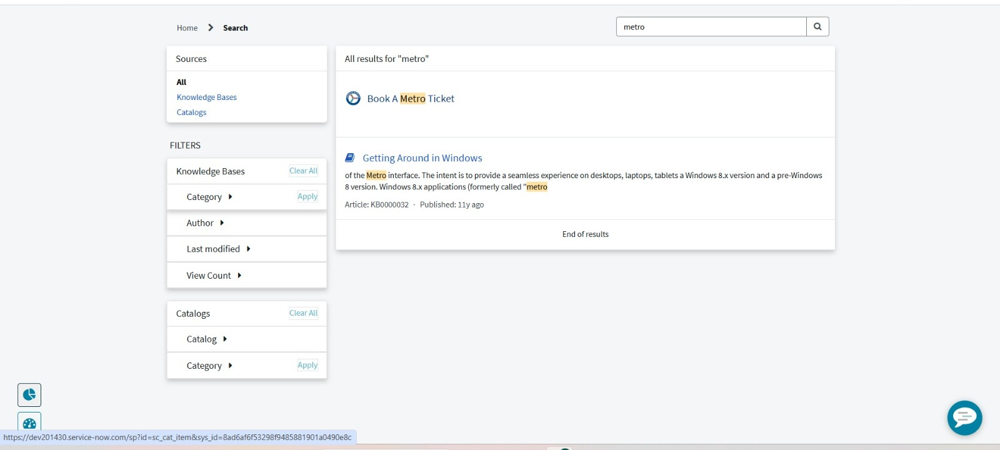 Home > Search
metro
Sources
All
Knowledge Bases
Catalogs
FILTERS
Knowledge Bases Clear All
Category Apply
Author
Last modified
View Count
Catalogs Clear All
Catalog
Category Apply
All results for "metro"
Book A Metro Ticket
Getting Around in Windows
of the Metro interface. The intent is to provide a seamless experience on desktops, laptops, tablets a Windows 8.x version and a pre-Windows
8 version. Windows 8.x applications (formerly called "metro
Article: KB0000032 · Published: 11y ago
End of results
https://dev201430.service-now.com/sp?id=sc_cat_item&sys_id=8ad6af6f53298f9485881901a0490e8c